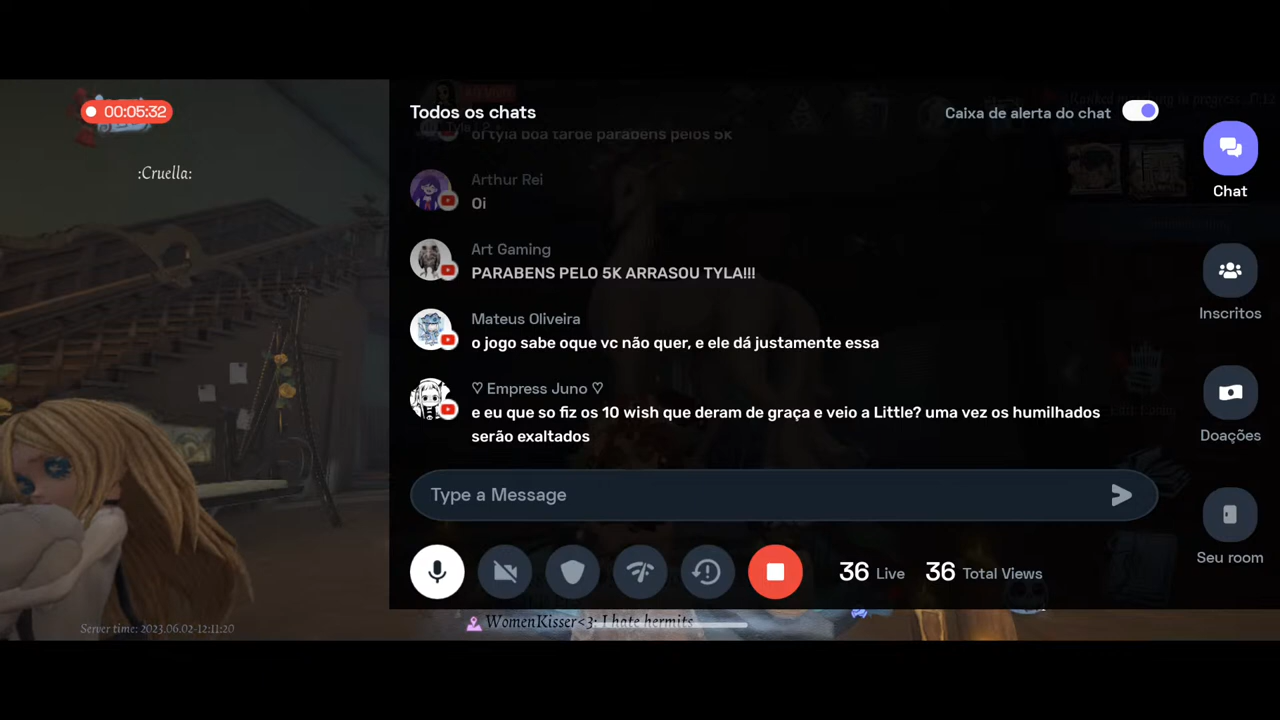 00:05:32
:Cruella:
Todos os chats
Caixa de alerta do chat
boa tarde parabens pelos 5k
Arthur Rei
Oi
Art Gaming
PARABENS PELO 5K ARRASOU TYLA!!!
Mateus Oliveira
o jogo sabe oque vc não quer, e ele dá justamente essa
♡ Empress Juno ♡
e eu que so fiz os 10 wish que deram de graça e veio a Little? uma vez os humilhados
serão exaltados
Type a Message
36 Live 36 Total Views
Chat
Inscritos
Doações
Seu room
Server time: 2023.06.02-12:11:20
WomenKisser<3: I hate hermits